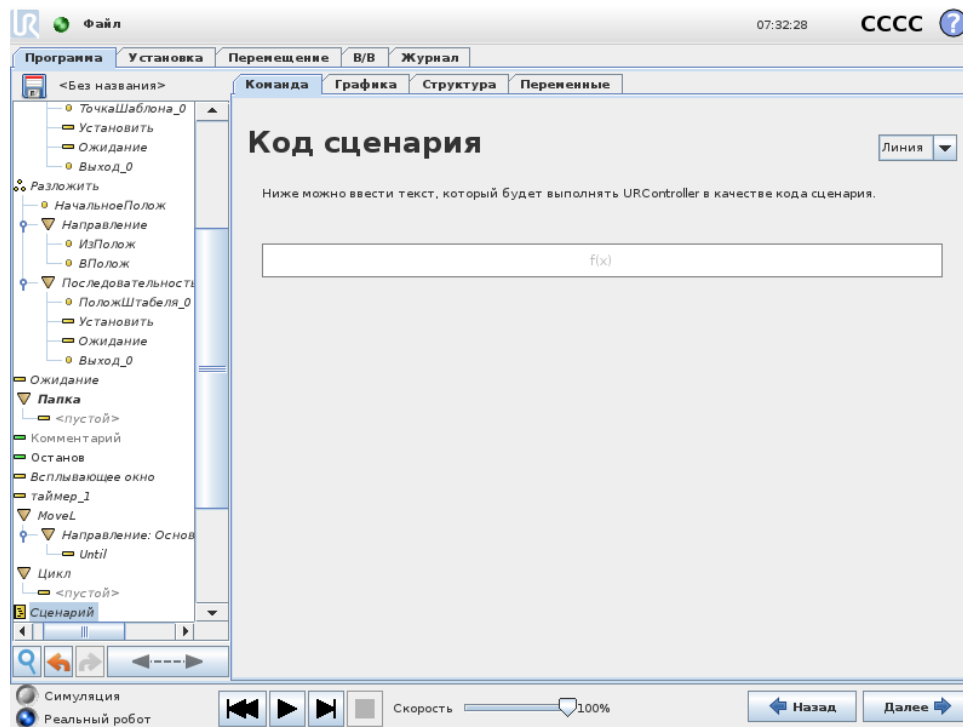 UR Файл 07:32:28 CCCC ?
Программа Установка Перемещение В/В Журнал
<Без названия> Команда Графика Структура Переменные
ТочкаШаблона_0
Установить
Ожидание
Выход_0
Разложить
НачальноеПолож
Направление
ИзПолож
ВПолож
Последовательность
ПоложШтабеля_0
Установить
Ожидание
Выход_0
Ожидание
Папка
<пустой>
Комментарий
Останов
Всплывающее окно
таймер_1
MoveL
Направление: Основ
Until
Цикл
<пустой>
Сценарий
Код сценария
Линия
Ниже можно ввести текст, который будет выполнять URController в качестве кода сценария.
f(x)
Симуляция
Реальный робот
Скорость 100%
Назад Далее